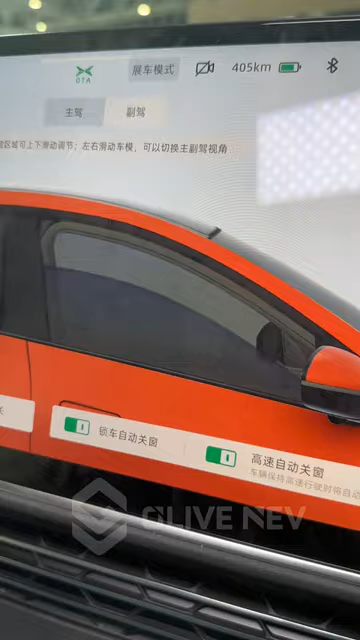 OTA
展车模式
405km
主驾
副驾
区域可上下滑动调节；左右滑动车模，可以切换主副驾视角
锁车自动关窗
高速自动关窗
车辆保持高速行驶时将自动
GLIVE NEV